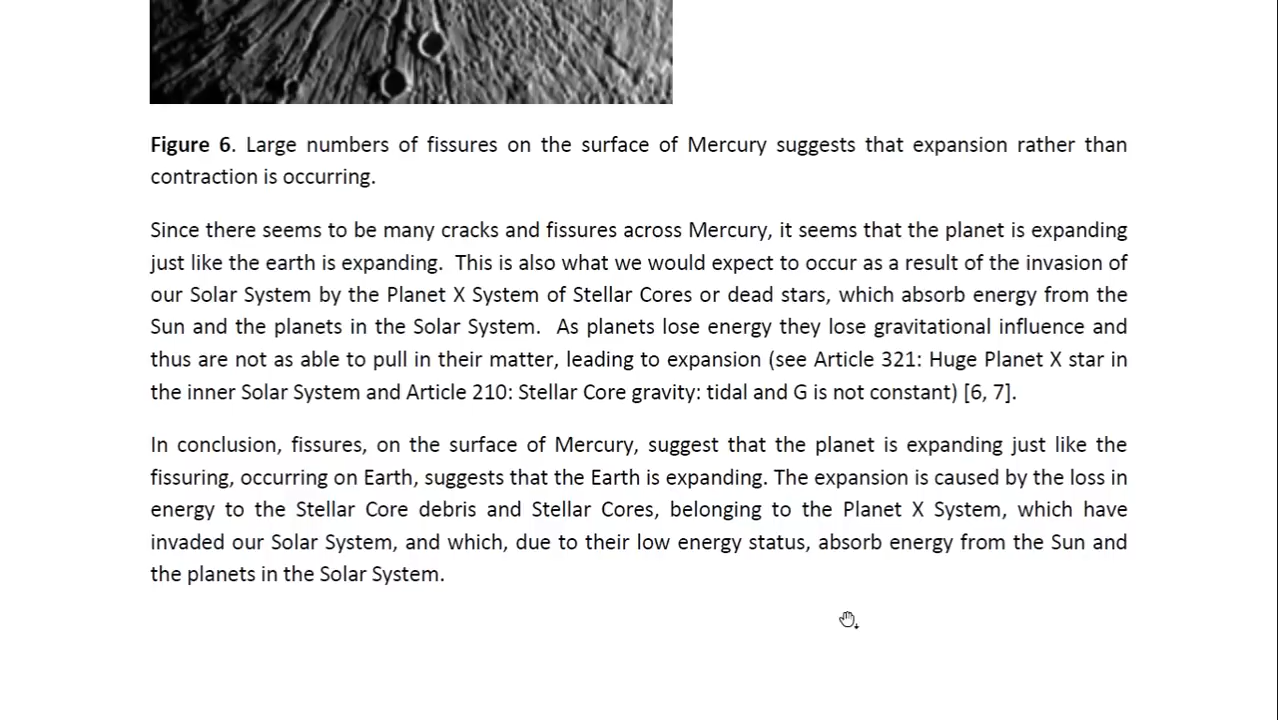 Figure 6. Large numbers of fissures on the surface of Mercury suggests that expansion rather than
contraction is occurring.
Since there seems to be many cracks and fissures across Mercury, it seems that the planet is expanding
just like the earth is expanding. This is also what we would expect to occur as a result of the invasion of
our Solar System by the Planet X System of Stellar Cores or dead stars, which absorb energy from the
Sun and the planets in the Solar System. As planets lose energy they lose gravitational influence and
thus are not as able to pull in their matter, leading to expansion (see Article 321: Huge Planet X star in
the inner Solar System and Article 210: Stellar Core gravity: tidal and G is not constant) [6, 7].
In conclusion, fissures, on the surface of Mercury, suggest that the planet is expanding just like the
fissuring, occurring on Earth, suggests that the Earth is expanding. The expansion is caused by the loss in
energy to the Stellar Core debris and Stellar Cores, belonging to the Planet X System, which have
invaded our Solar System, and which, due to their low energy status, absorb energy from the Sun and
the planets in the Solar System.